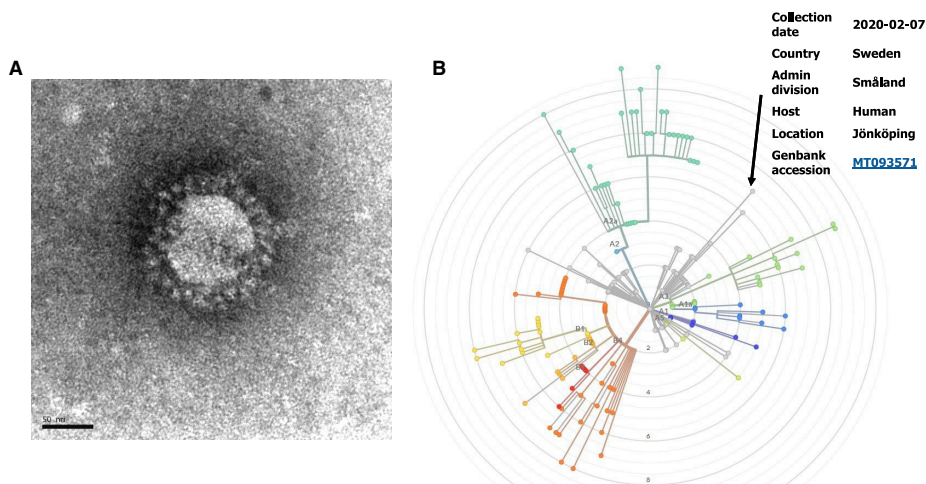 A
50 nm
B
Collection date 2020-02-07
Country Sweden
Admin division Småland
Host Human
Location Jönköping
Genbank accession MT093571
A2a
A2
A3
A1a
A1
B1
B2
B4
2
4
6
8